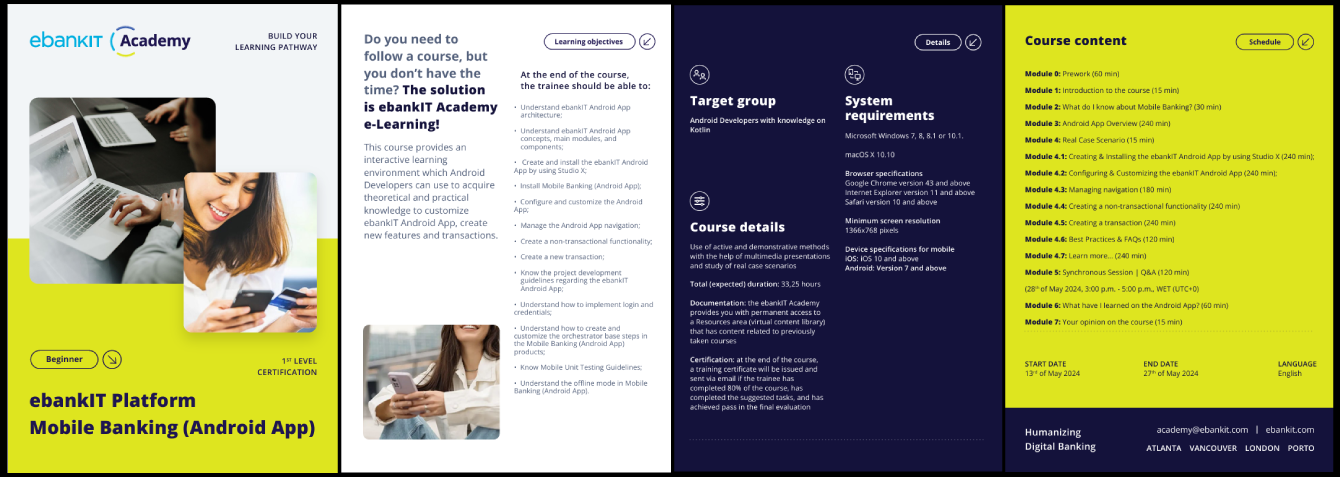 ebankIT
Academy
BUILD YOUR
LEARNING PATHWAY
Beginner
1ST LEVEL
CERTIFICATION
ebankIT Platform
Mobile Banking (Android App)
Do you need to
follow a course, but
you don't have the
time? The solution
is ebankIT Academy
e-Learning!
This course provides an
interactive learning
environment which Android
Developers can use to acquire
theoretical and practical
knowledge to customize
ebankIT Android App, create
new features and transactions.
Learning objectives
At the end of the course,
the trainee should be able to:
• Understand ebankIT Android App
architecture;
• Understand ebankIT Android App
concepts, main modules, and
components;
• Create and install the ebankIT Android
App by using Studio X;
• Install Mobile Banking (Android App);
• Configure and customize the Android
App;
• Manage the Android App navigation;
• Create a non-transactional functionality;
• Create a new transaction;
• Know the project development
guidelines regarding the ebankIT
Android App;
• Understand how to implement login and
credentials;
• Understand how to create and
customize the orchestrator base steps in
the Mobile Banking (Android App)
products;
• Know Mobile Unit Testing Guidelines;
• Understand the offline mode in Mobile
Banking (Android App).
Details
Target group
Android Developers with knowledge on
Kotlin
Course details
Use of active and demonstrative methods
with the help of multimedia presentations
and study of real case scenarios
Total (expected) duration: 33,25 hours
Documentation: the ebankIT Academy
provides you with permanent access to
a Resources area (virtual content library)
that has content related to previously
taken courses
Certification: at the end of the course,
a training certificate will be issued and
sent via email if the trainee has
completed 80% of the course, has
completed the suggested tasks, and has
achieved pass in the final evaluation
System
requirements
Microsoft Windows 7, 8, 8.1 or 10.1.
macOS X 10.10
Browser specifications
Google Chrome version 43 and above
Internet Explorer version 11 and above
Safari version 10 and above
Minimum screen resolution
1366x768 pixels
Device specifications for mobile
iOS: iOS 10 and above
Android: Version 7 and above
Course content
Schedule
Module 0: Prework (60 min)
Module 1: Introduction to the course (15 min)
Module 2: What do I know about Mobile Banking? (30 min)
Module 3: Android App Overview (240 min)
Module 4: Real Case Scenario (15 min)
Module 4.1: Creating & Installing the ebankIT Android App by using Studio X (240 min);
Module 4.2: Configuring & Customizing the ebankIT Android App (240 min);
Module 4.3: Managing navigation (180 min)
Module 4.4: Creating a non-transactional functionality (240 min)
Module 4.5: Creating a transaction (240 min)
Module 4.6: Best Practices & FAQs (120 min)
Module 4.7: Learn more... (240 min)
Module 5: Synchronous Session | Q&A (120 min)
(28th of May 2024, 3:00 p.m. - 5:00 p.m., WET (UTC+0)
Module 6: What have I learned on the Android App? (60 min)
Module 7: Your opinion on the course (15 min)
START DATE
13rd of May 2024
END DATE
27th of May 2024
LANGUAGE
English
Humanizing
Digital Banking
academy@ebankit.com | ebankit.com
ATLANTA VANCOUVER LONDON PORTO